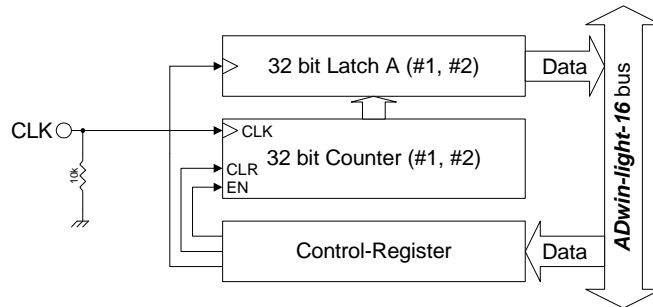 32 bit Latch A (#1, #2)
Data
CLK
CLK
32 bit Counter (#1, #2)
CLR
EN
10k
Control-Register
Data
ADwin-light-16 bus